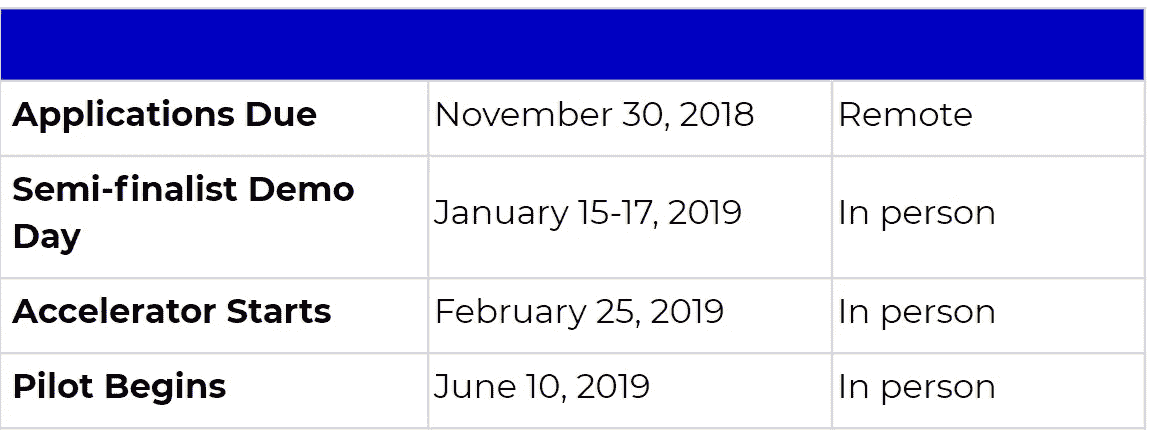 Applications Due November 30, 2018 Remote
Semi-finalist Demo
Day January 15-17, 2019 In person
Accelerator Starts February 25, 2019 In person
Pilot Begins June 10, 2019 In person